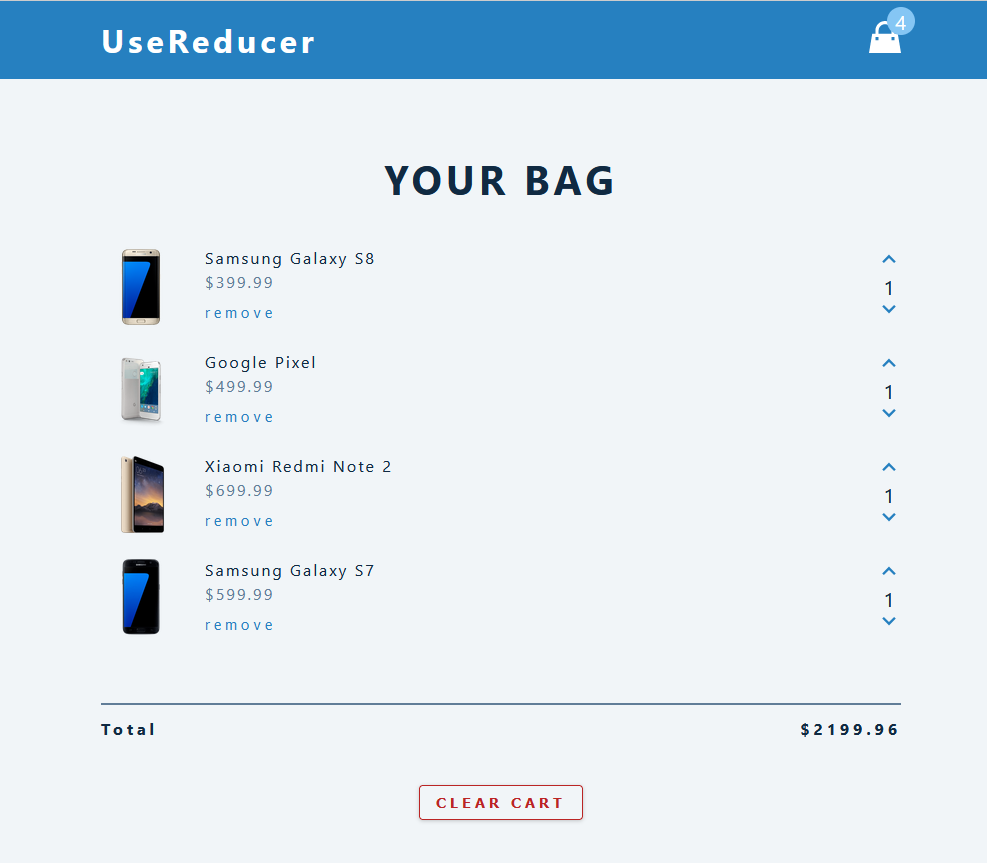 UseReducer
4
YOUR BAG
Samsung Galaxy S8
$399.99
remove
1
Google Pixel
$499.99
remove
1
Xiaomi Redmi Note 2
$699.99
remove
1
Samsung Galaxy S7
$599.99
remove
1
Total $2199.96
CLEAR CART